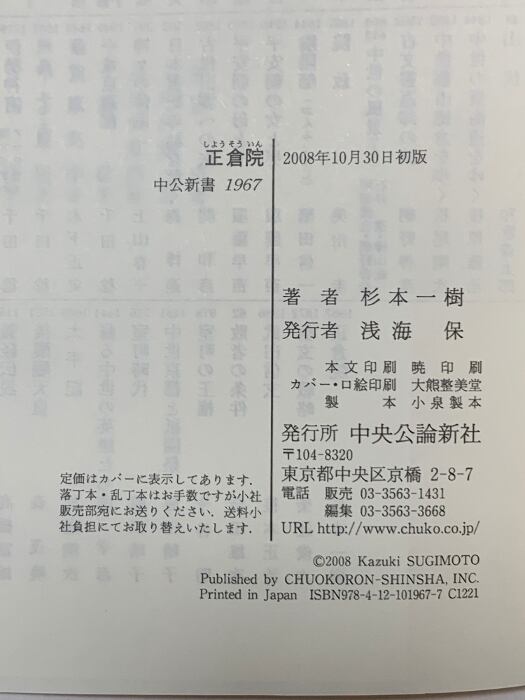 しようそういん
正倉院
中公新書 1967
2008年10月30日初版
著者 杉本一樹
発行者 浅海 保
本文印刷 暁印刷
カバー・口絵印刷 大熊整美堂
製本 小泉製本
発行所 中央公論新社
〒104-8320
東京都中央区京橋 2-8-7
電話 販売 03-3563-1431
編集 03-3563-3668
URL http://www.chuko.co.jp/
定価はカバーに表示してあります.
落丁本・乱丁本はお手数ですが小社
販売部宛にお送りください. 送料小
社負担にてお取り替えいたします.
©2008 Kazuki SUGIMOTO
Published by CHUOKORON-SHINSHA, INC.
Printed in Japan ISBN978-4-12-101967-7 C1221